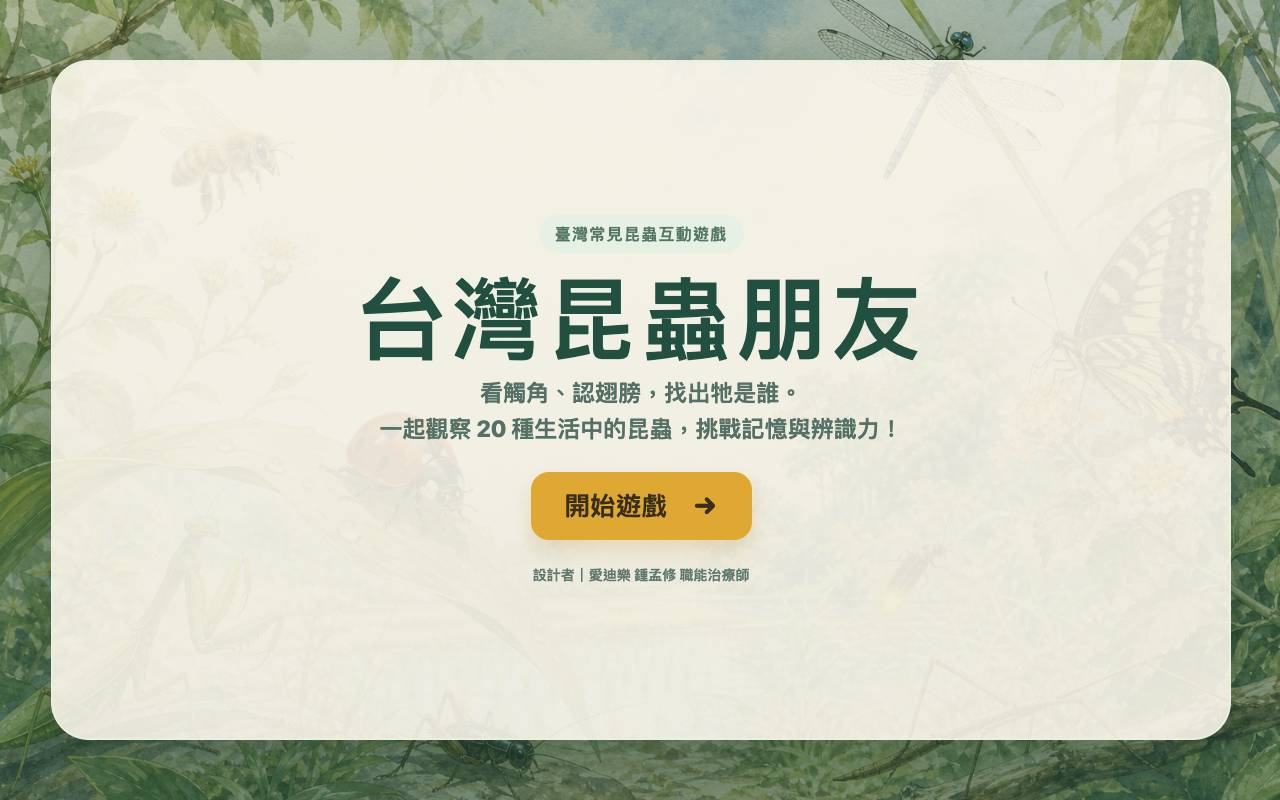 臺灣常見昆蟲互動遊戲
台灣昆蟲朋友
看觸角、認翅膀，找出牠是誰。
一起觀察 20 種生活中的昆蟲，挑戰記憶與辨識力！
開始遊戲 →
設計者｜愛迪樂 鍾孟修 職能治療師